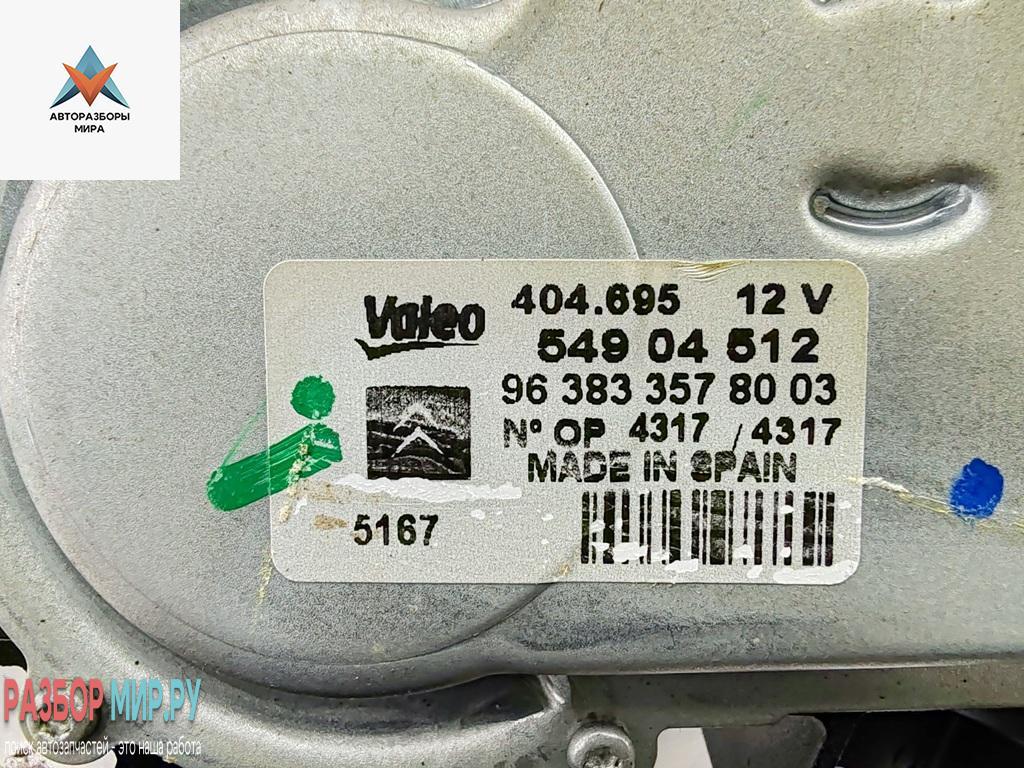 АВТОРАЗБОРЫ
МИРА
Valeo
404.695 12 V
549 04 512
96 383 357 80 03
N° OP 4317 / 4317
MADE IN SPAIN
5167
РАЗБОР МИР.РУ
поиск автозапчастей - это наша работа